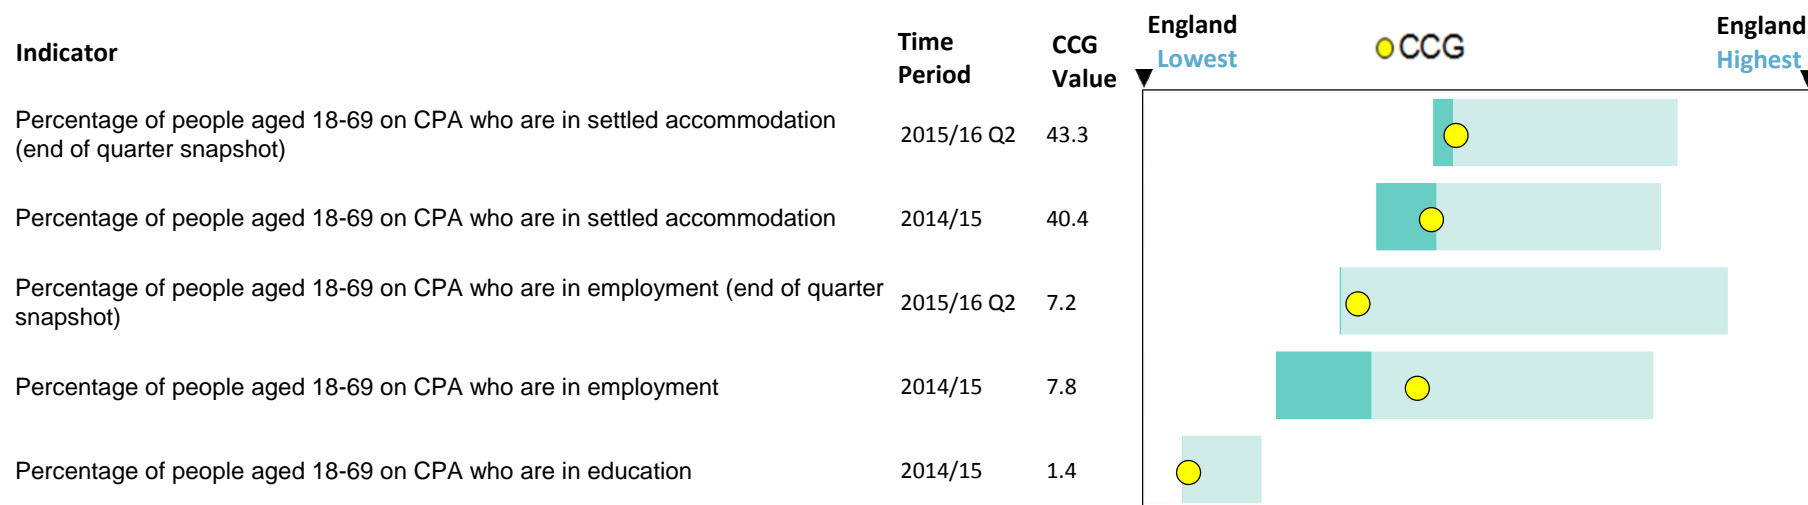 Indicator
Time
Period
CCG
Value
England
Lowest
CCG
England
Highest
Percentage of people aged 18-69 on CPA who are in settled accommodation
(end of quarter snapshot)
2015/16 Q2
43.3
Percentage of people aged 18-69 on CPA who are in settled accommodation
2014/15
40.4
Percentage of people aged 18-69 on CPA who are in employment (end of quarter
snapshot)
2015/16 Q2
7.2
Percentage of people aged 18-69 on CPA who are in employment
2014/15
7.8
Percentage of people aged 18-69 on CPA who are in education
2014/15
1.4